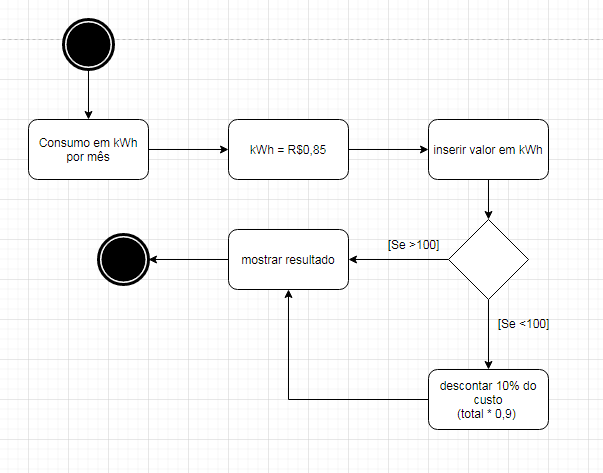 Consumo em kWh
por mês
kWh = R$0,85
inserir valor em kWh
[Se >100]
mostrar resultado
[Se <100]
descontar 10% do
custo
(total * 0,9)